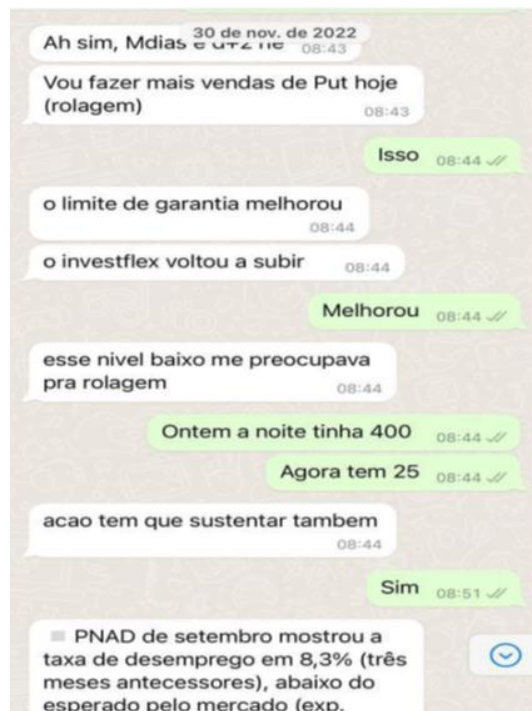 30 de nov. de 2022
Ah sim, Mdias e d+2 ne 08:43
Vou fazer mais vendas de Put hoje
(rolagem)
08:43
Isso 08:44
o limite de garantia melhorou
08:44
o investflex voltou a subir 08:44
Melhorou 08:44
esse nivel baixo me preocupava
pra rolagem 08:44
Ontem a noite tinha 400 08:44
Agora tem 25 08:44
acao tem que sustentar tambem
08:44
Sim 08:51
PNAD de setembro mostrou a
taxa de desemprego em 8,3% (três
meses antecessores), abaixo do
esperado pelo mercado (exp.